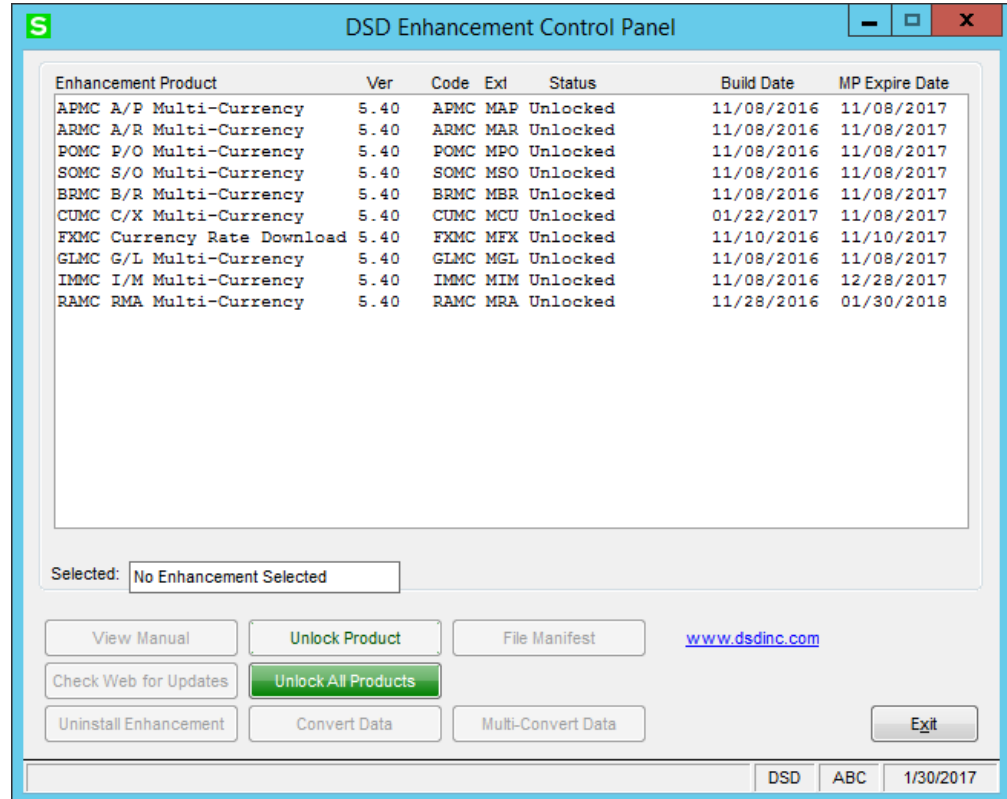 S DSD Enhancement Control Panel x
Enhancement Product Ver Code Ext Status Build Date MP Expire Date
APMC A/P Multi-Currency 5.40 APMC MAP Unlocked 11/08/2016 11/08/2017
ARMC A/R Multi-Currency 5.40 ARMC MAR Unlocked 11/08/2016 11/08/2017
POMC P/O Multi-Currency 5.40 POMC MPO Unlocked 11/08/2016 11/08/2017
SOMC S/O Multi-Currency 5.40 SOMC MSO Unlocked 11/08/2016 11/08/2017
BRMC B/R Multi-Currency 5.40 BRMC MBR Unlocked 11/08/2016 11/08/2017
CUMC C/X Multi-Currency 5.40 CUMC MCU Unlocked 01/22/2017 11/08/2017
FXMC Currency Rate Download 5.40 FXMC MFX Unlocked 11/10/2016 11/10/2017
GLMC G/L Multi-Currency 5.40 GLMC MGL Unlocked 11/08/2016 11/08/2017
IMMC I/M Multi-Currency 5.40 IMMC MIM Unlocked 11/08/2016 12/28/2017
RAMC RMA Multi-Currency 5.40 RAMC MRA Unlocked 11/28/2016 01/30/2018
Selected: No Enhancement Selected
View Manual Unlock Product File Manifest www.dsdinc.com
Check Web for Updates Unlock All Products
Uninstall Enhancement Convert Data Multi-Convert Data Exit
DSD ABC 1/30/2017